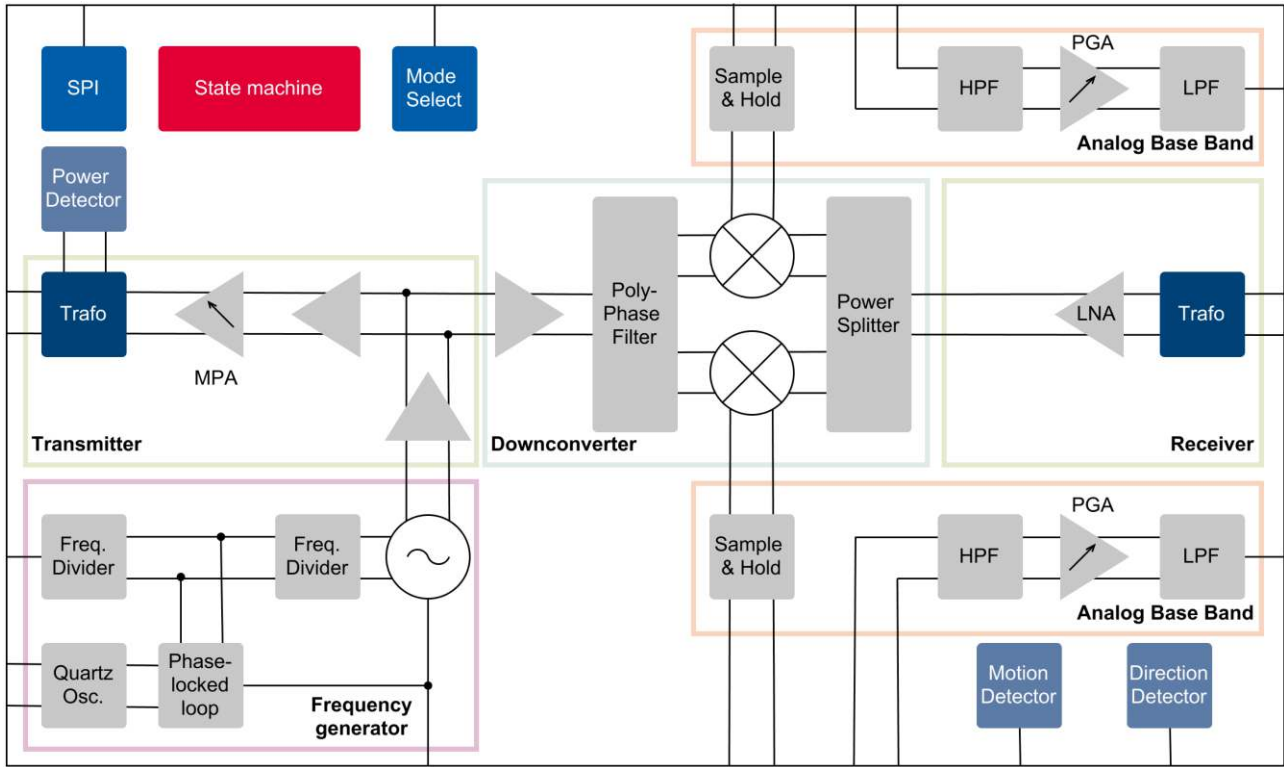 SPI
State machine
Mode
Select
Sample
& Hold
HPF
PGA
LPF
Analog Base Band
Power
Detector
Trafo
MPA
Transmitter
Poly-
Phase
Filter
Power
Splitter
Downconverter
LNA
Trafo
Receiver
Freq.
Divider
Freq.
Divider
Quartz
Osc.
Phase-
locked
loop
Frequency
generator
Sample
& Hold
HPF
PGA
LPF
Analog Base Band
Motion
Detector
Direction
Detector